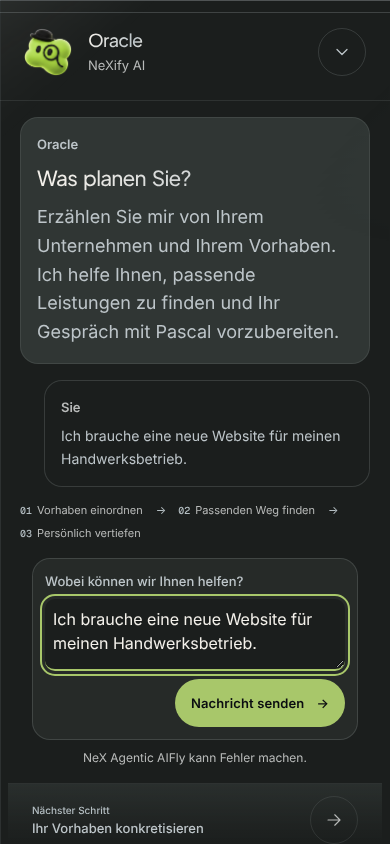 Oracle
NeXify AI
Oracle
Was planen Sie?
Erzählen Sie mir von Ihrem
Unternehmen und Ihrem Vorhaben.
Ich helfe Ihnen, passende
Leistungen zu finden und Ihr
Gespräch mit Pascal vorzubereiten.
Sie
Ich brauche eine neue Website für meinen
Handwerksbetrieb.
01 Vorhaben einordnen → 02 Passenden Weg finden →
03 Persönlich vertiefen
Wobei können wir Ihnen helfen?
Ich brauche eine neue Website für
meinen Handwerksbetrieb.
Nachricht senden →
NeX Agentic AIFly kann Fehler machen.
Nächster Schritt
Ihr Vorhaben konkretisieren →